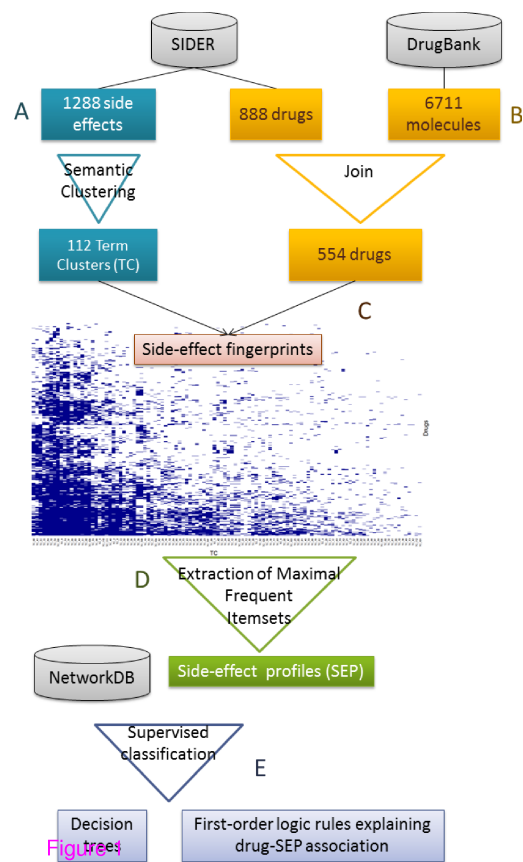 SIDER
DrugBank
A
1288 side
effects
888 drugs
6711
molecules
B
Semantic
Clustering
Join
112 Term
Clusters (TC)
554 drugs
C
Side-effect fingerprints
Drugs
TC
D
Extraction of Maximal
Frequent
Itemsets
NetworkDB
Side-effect profiles (SEP)
Supervised
classification
E
Decision
trees
First-order logic rules explaining
drug-SEP association
Figure 1